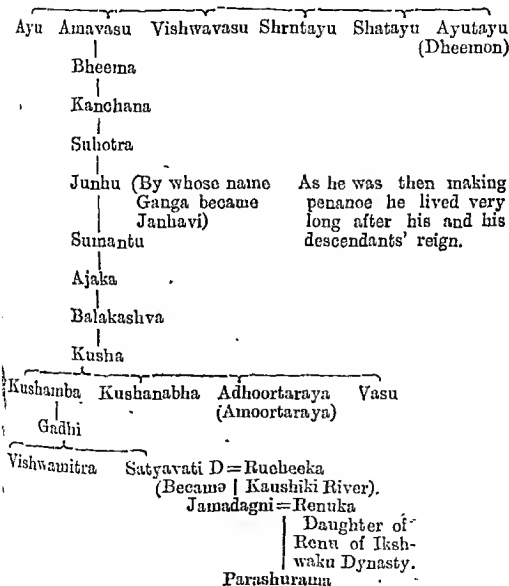 Ayu Amavasu Vishwavasu Shrntayu Shatayu Ayutayu
(Dheemon)
Bheema
Kanchana
Suhotra
Junhu (By whose name Ganga became Janhavi)
As he was then making penance he lived very long after his and his descendants' reign.
Sumantu
Ajaka
Balakashva
Kusha
Kushamba Kushanabha Adhoortaraya Vasu
(Amoortaraya)
Gadhi
Vishwamitra Satyavati D=Rucheeka
(Became | Kaushiki River).
Jamadagni=Renuka
Daughter of
Renu of Iksh-
waku Dynasty.
Parashurama